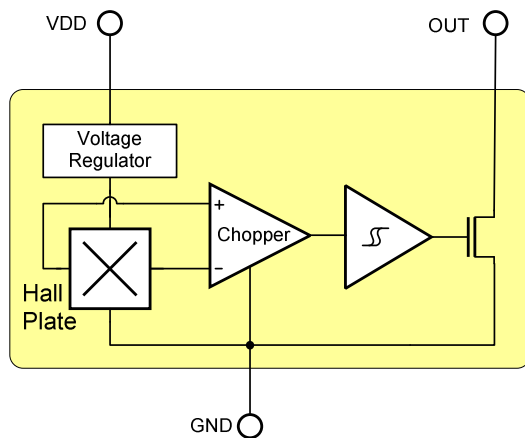 VDD
OUT
Voltage
Regulator
+
Chopper
−
Hall
Plate
GND